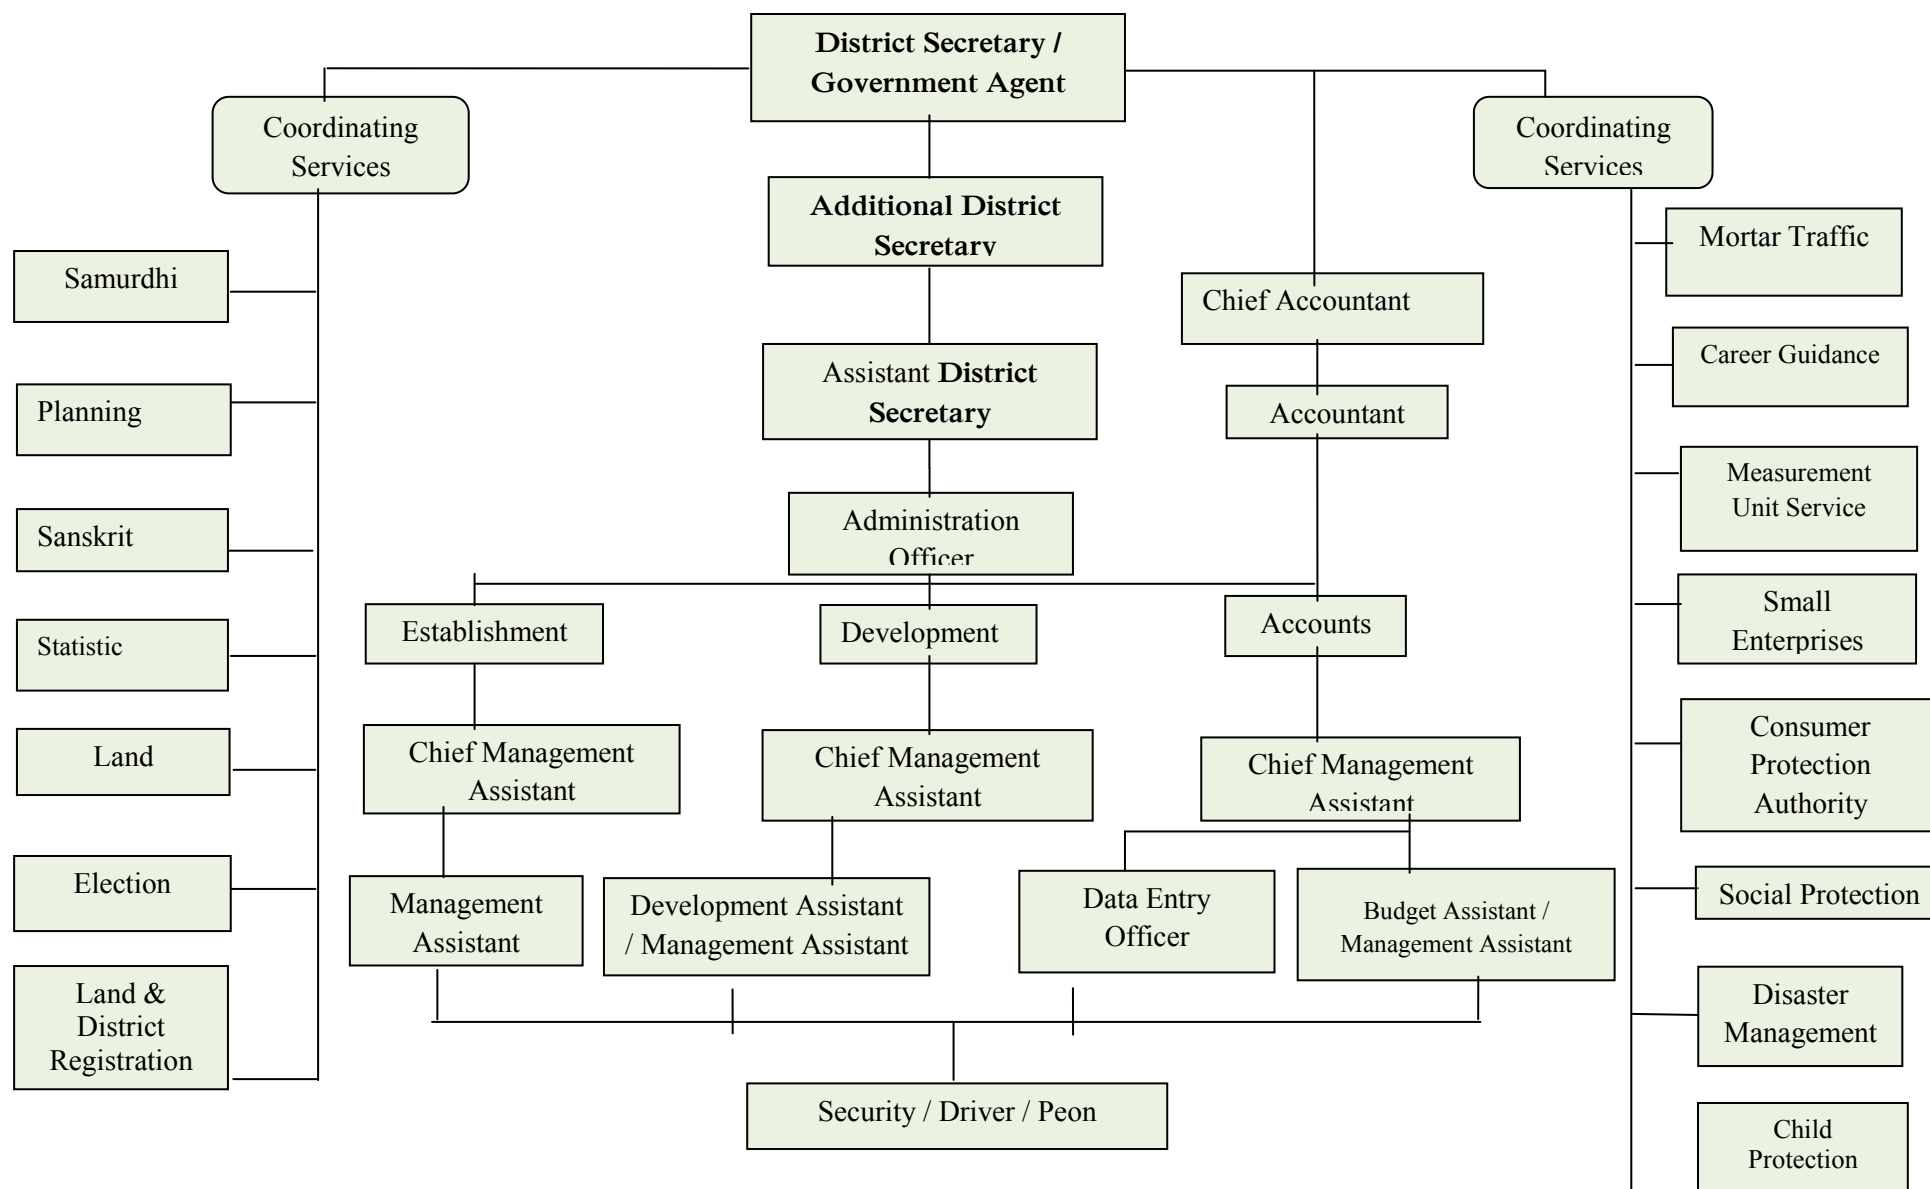 District Secretary /
Government Agent
Coordinating
Services
Coordinating
Services
Additional District
Secretary
Mortar Traffic
Samurdhi
Chief Accountant
Career Guidance
Assistant District
Secretary
Planning
Accountant
Measurement
Unit Service
Administration
Officer
Sanskrit
Small
Enterprises
Establishment
Development
Accounts
Statistic
Consumer
Protection
Authority
Land
Chief Management
Assistant
Chief Management
Assistant
Chief Management
Assistant
Election
Management
Assistant
Development Assistant
/ Management Assistant
Data Entry
Officer
Budget Assistant /
Management Assistant
Social Protection
Land &
District
Registration
Disaster
Management
Security / Driver / Peon
Child
Protection